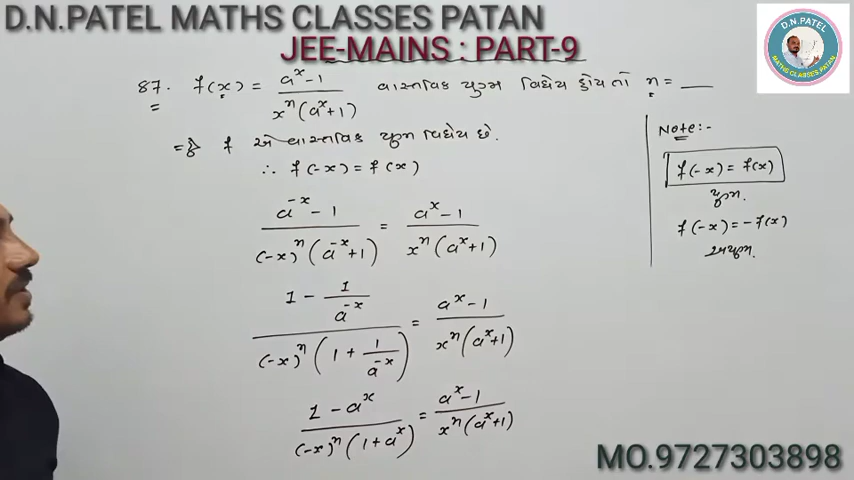 D.N.PATEL MATHS CLASSES PATAN
JEE-MAINS : PART-9
D.N.PATEL
MATHS CLASSES PATAN
87. f(x) = (a^x - 1) / (x^n (a^x + 1)) વાસ્તવિક યુગ્મ વિધેય હોય તો n = ___
=> f એ વાસ્તવિક યુગ્મ વિધેય છે.
∴ f(-x) = f(x)
(a^-x - 1) / ((-x)^n (a^-x + 1)) = (a^x - 1) / (x^n (a^x + 1))
(1 - 1/a^-x) / ((-x)^n (1 + 1/a^-x)) = (a^x - 1) / (x^n (a^x + 1))
(1 - a^x) / ((-x)^n (1 + a^x)) = (a^x - 1) / (x^n (a^x + 1))
Note:-
f(-x) = f(x)
યુગ્મ.
f(-x) = -f(x)
અયુગ્મ.
MO.9727303898